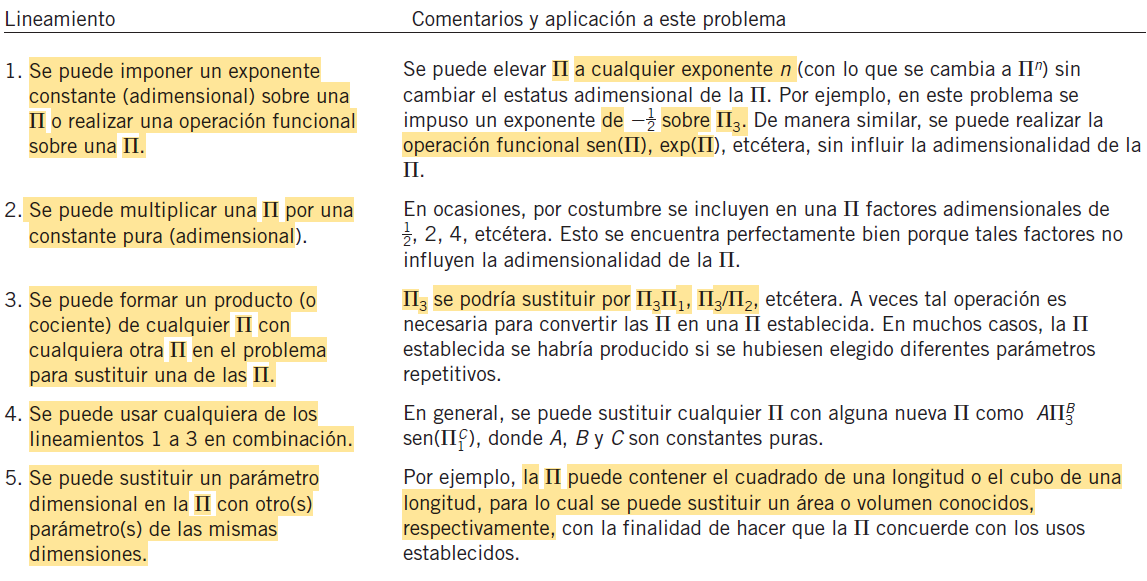 Lineamiento Comentarios y aplicación a este problema
1. Se puede imponer un exponente
constante (adimensional) sobre una
Π o realizar una operación funcional
sobre una Π.
Se puede elevar Π a cualquier exponente n (con lo que se cambia a Πⁿ) sin
cambiar el estatus adimensional de la Π. Por ejemplo, en este problema se
impuso un exponente de −½ sobre Π₃. De manera similar, se puede realizar la
operación funcional sen(Π), exp(Π), etcétera, sin influir la adimensionalidad de la
Π.
2. Se puede multiplicar una Π por una
constante pura (adimensional).
En ocasiones, por costumbre se incluyen en una Π factores adimensionales de
½, 2, 4, etcétera. Esto se encuentra perfectamente bien porque tales factores no
influyen la adimensionalidad de la Π.
3. Se puede formar un producto (o
cociente) de cualquier Π con
cualquiera otra Π en el problema
para sustituir una de las Π.
Π₃ se podría sustituir por Π₃Π₁, Π₃/Π₂, etcétera. A veces tal operación es
necesaria para convertir las Π en una Π establecida. En muchos casos, la Π
establecida se habría producido si se hubiesen elegido diferentes parámetros
repetitivos.
4. Se puede usar cualquiera de los
lineamientos 1 a 3 en combinación.
En general, se puede sustituir cualquier Π con alguna nueva Π como AΠ₃ᴮ
sen(Π₁ᶜ), donde A, B y C son constantes puras.
5. Se puede sustituir un parámetro
dimensional en la Π con otro(s)
parámetro(s) de las mismas
dimensiones.
Por ejemplo, la Π puede contener el cuadrado de una longitud o el cubo de una
longitud, para lo cual se puede sustituir un área o volumen conocidos,
respectivamente, con la finalidad de hacer que la Π concuerde con los usos
establecidos.